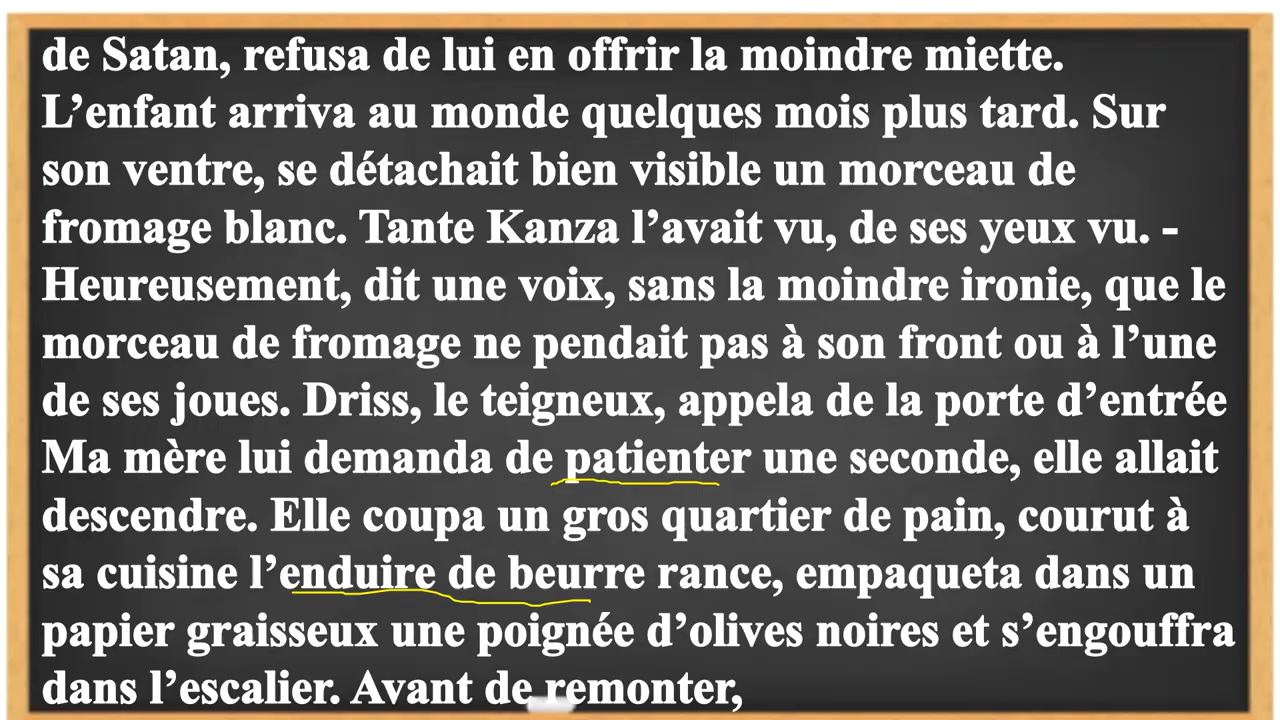 de Satan, refusa de lui en offrir la moindre miette.
L’enfant arriva au monde quelques mois plus tard. Sur
son ventre, se détachait bien visible un morceau de
fromage blanc. Tante Kanza l’avait vu, de ses yeux vu. -
Heureusement, dit une voix, sans la moindre ironie, que le
morceau de fromage ne pendait pas à son front ou à l’une
de ses joues. Driss, le teigneux, appela de la porte d’entrée
Ma mère lui demanda de patienter une seconde, elle allait
descendre. Elle coupa un gros quartier de pain, courut à
sa cuisine l’enduire de beurre rance, empaqueta dans un
papier graisseux une poignée d’olives noires et s’engouffra
dans l’escalier. Avant de remonter,